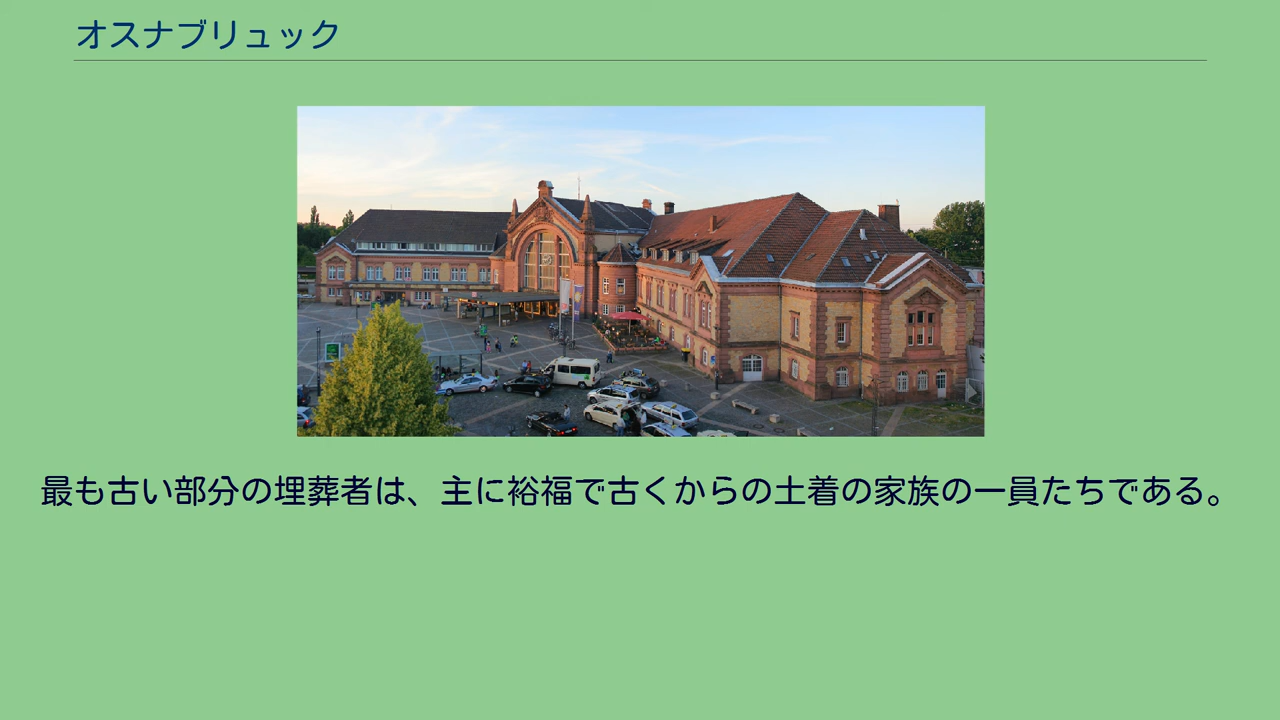 オスナブリュック
最も古い部分の埋葬者は、主に裕福で古くからの土着の家族の一員たちである。